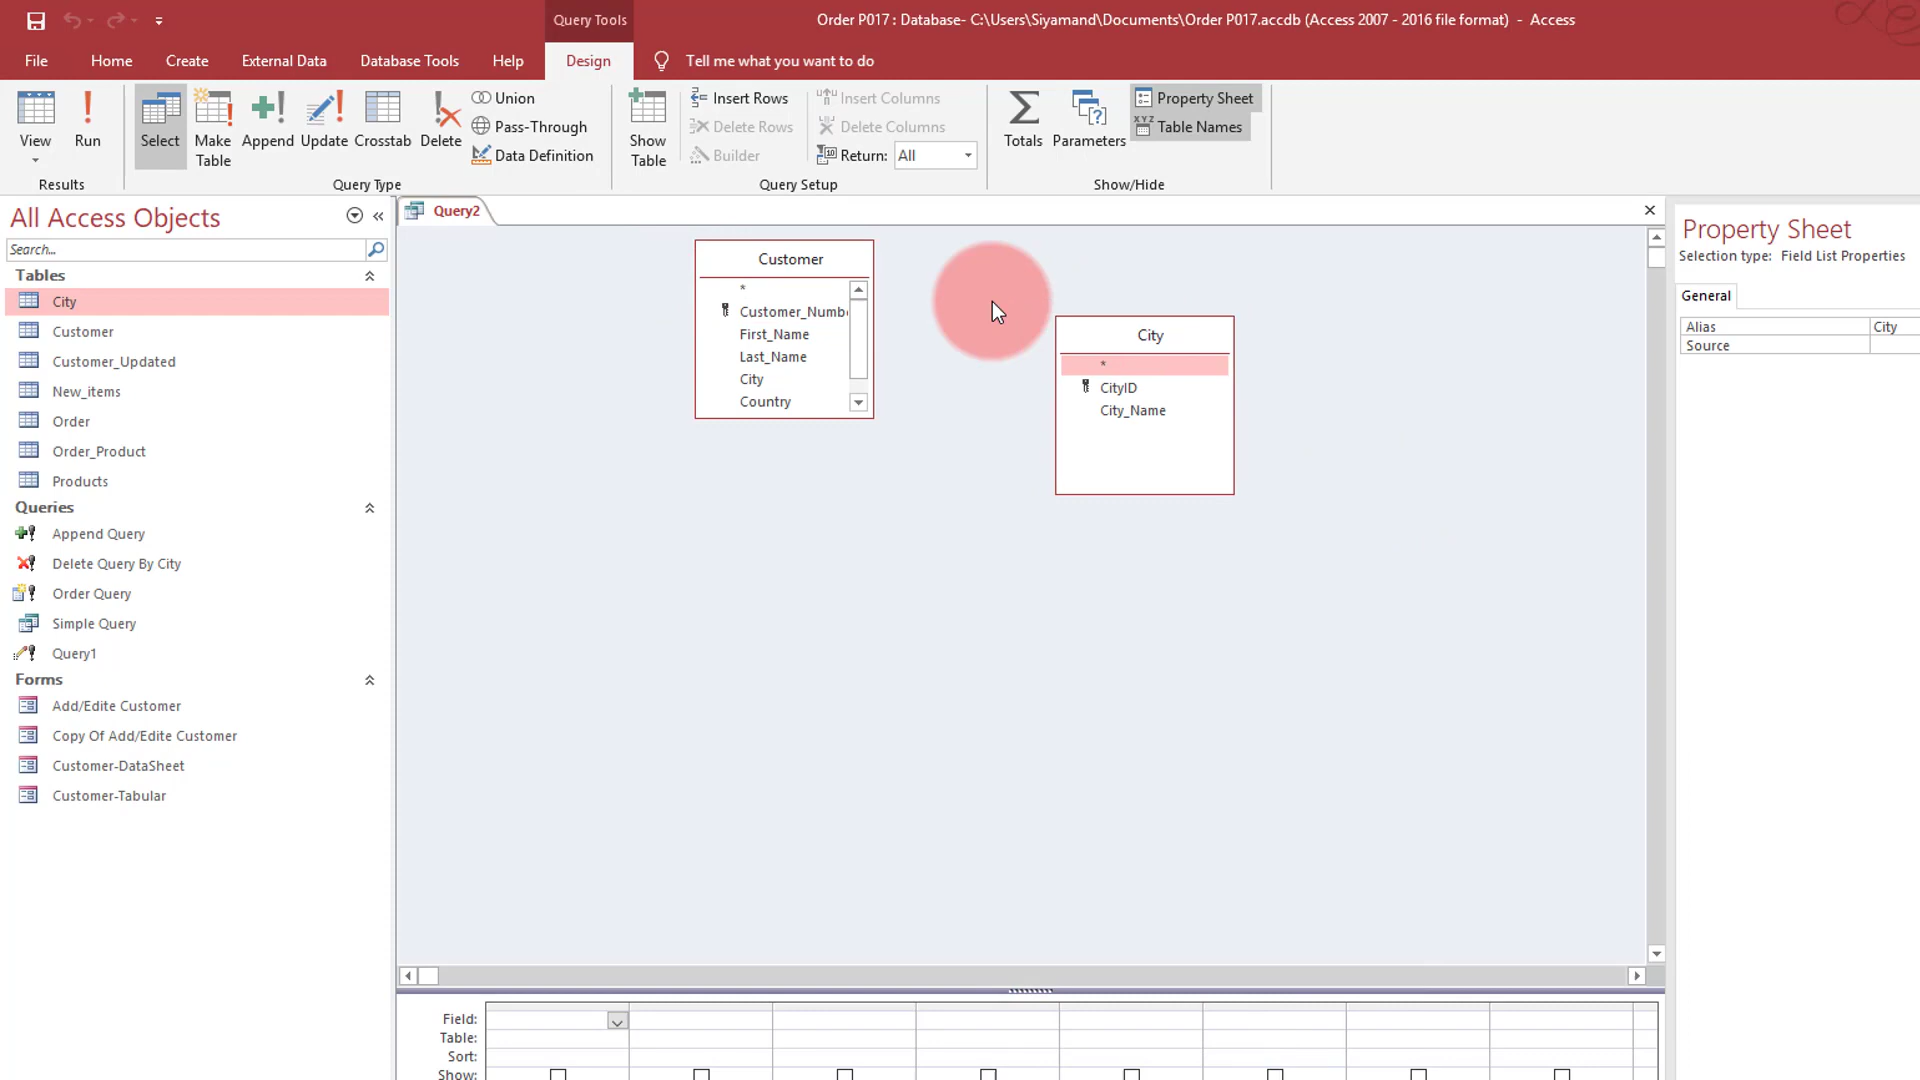 Query Tools
Order P017 : Database- C:\Users\Siyamand\Documents\Order P017.accdb (Access 2007 - 2016 file format) - Access
File
Home
Create
External Data
Database Tools
Help
Design
Tell me what you want to do
View
Run
Results
Select
Make Table
Append
Update
Crosstab
Delete
Union
Pass-Through
Data Definition
Query Type
Show Table
Insert Rows
Delete Rows
Builder
Insert Columns
Delete Columns
Return: All
Query Setup
Totals
Parameters
Property Sheet
XYZ Table Names
Show/Hide
All Access Objects
Search...
Tables
City
Customer
Customer_Updated
New_items
Order
Order_Product
Products
Queries
Append Query
Delete Query By City
Order Query
Simple Query
Query1
Forms
Add/Edite Customer
Copy Of Add/Edite Customer
Customer-DataSheet
Customer-Tabular
Query2
Customer
*
Customer_Numbe
First_Name
Last_Name
City
Country
City
*
CityID
City_Name
Field:
Table:
Sort:
Show:
Property Sheet
Selection type: Field List Properties
General
Alias City
Source